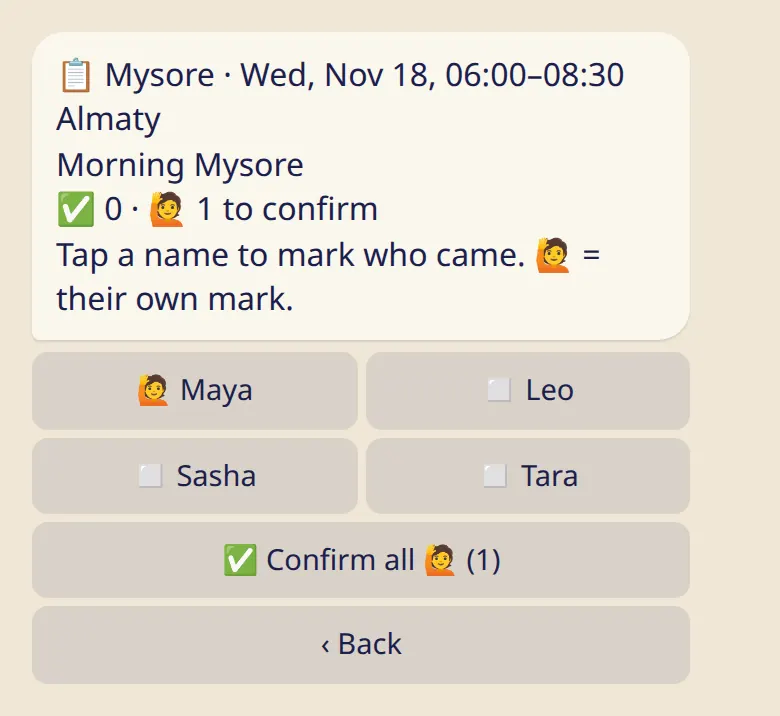 📋 Mysore · Wed, Nov 18, 06:00–08:30
Almaty
Morning Mysore
✅ 0 · 🙋 1 to confirm
Tap a name to mark who came. 🙋 =
their own mark.
🙋 Maya
◻️ Leo
◻️ Sasha
◻️ Tara
✅ Confirm all 🙋 (1)
‹ Back